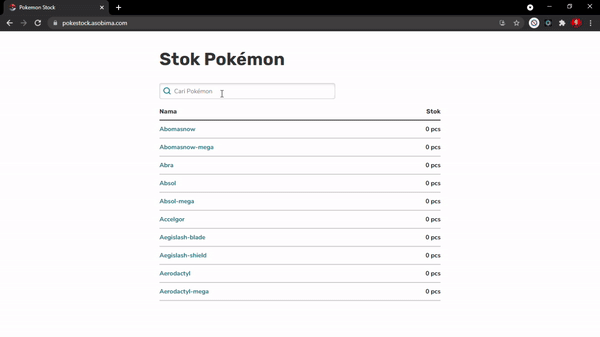 Pokemon Stock
pokestock.asobima.com
Stok Pokémon
Cari Pokémon
Nama Stok
Abomasnow 0 pcs
Abomasnow-mega 0 pcs
Abra 0 pcs
Absol 0 pcs
Absol-mega 0 pcs
Accelgor 0 pcs
Aegislash-blade 0 pcs
Aegislash-shield 0 pcs
Aerodactyl 0 pcs
Aerodactyl-mega 0 pcs